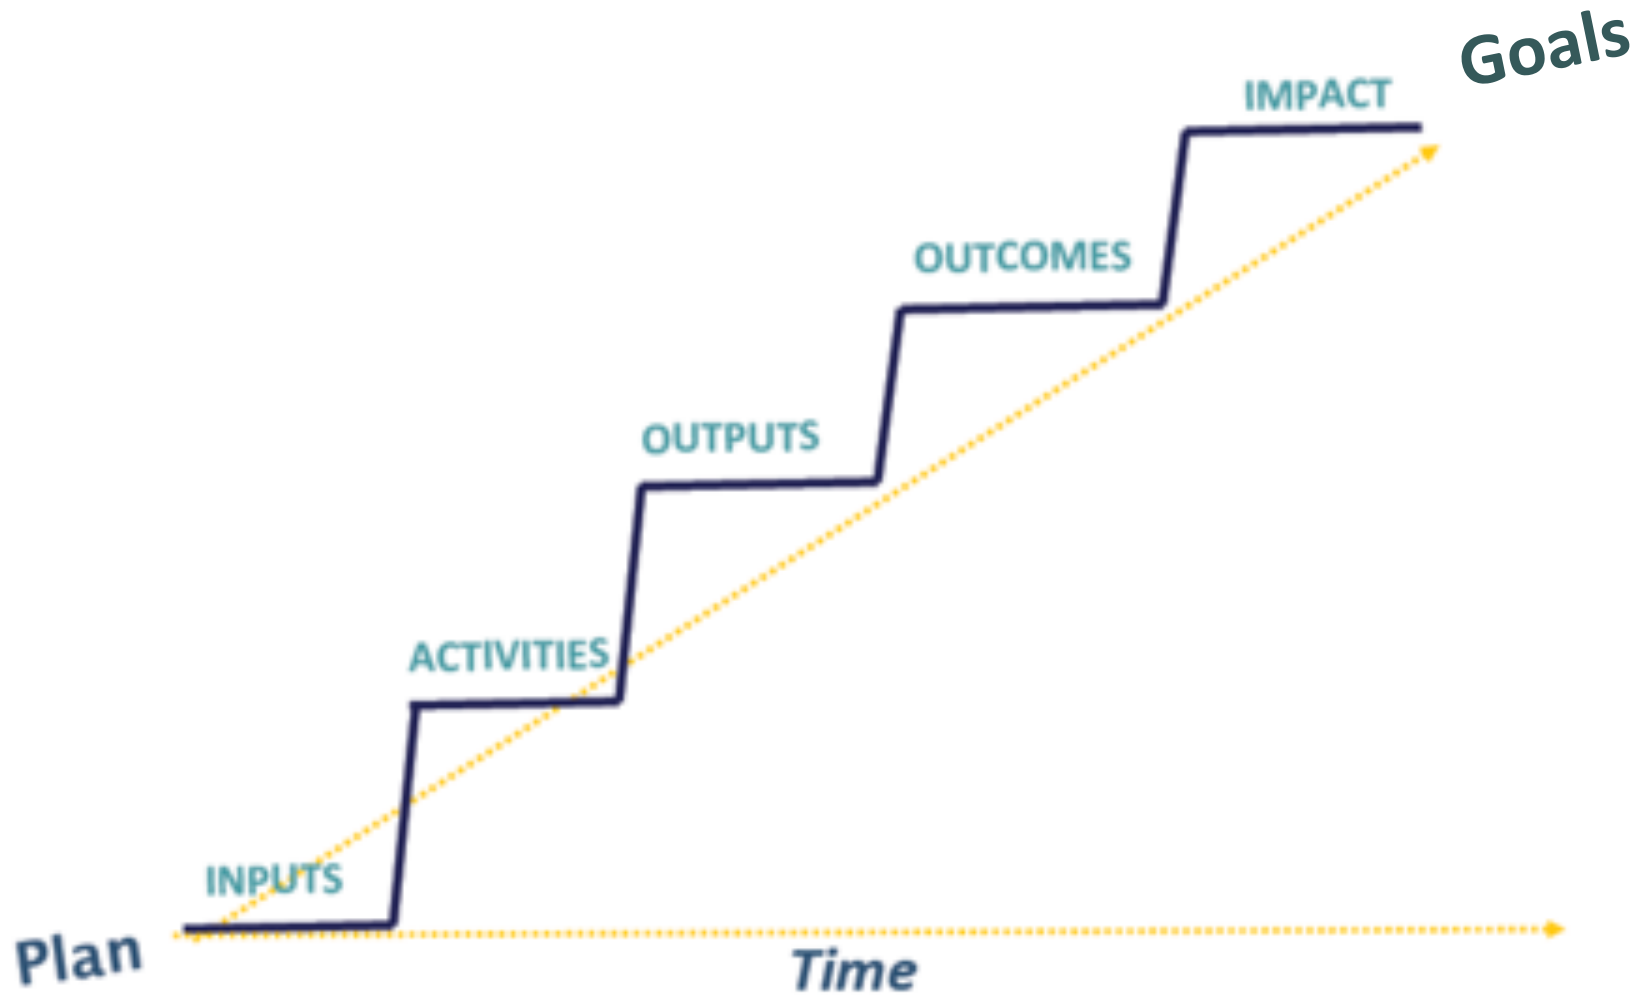 Goals
IMPACT
OUTCOMES
OUTPUTS
ACTIVITIES
INPUTS
Plan
Time